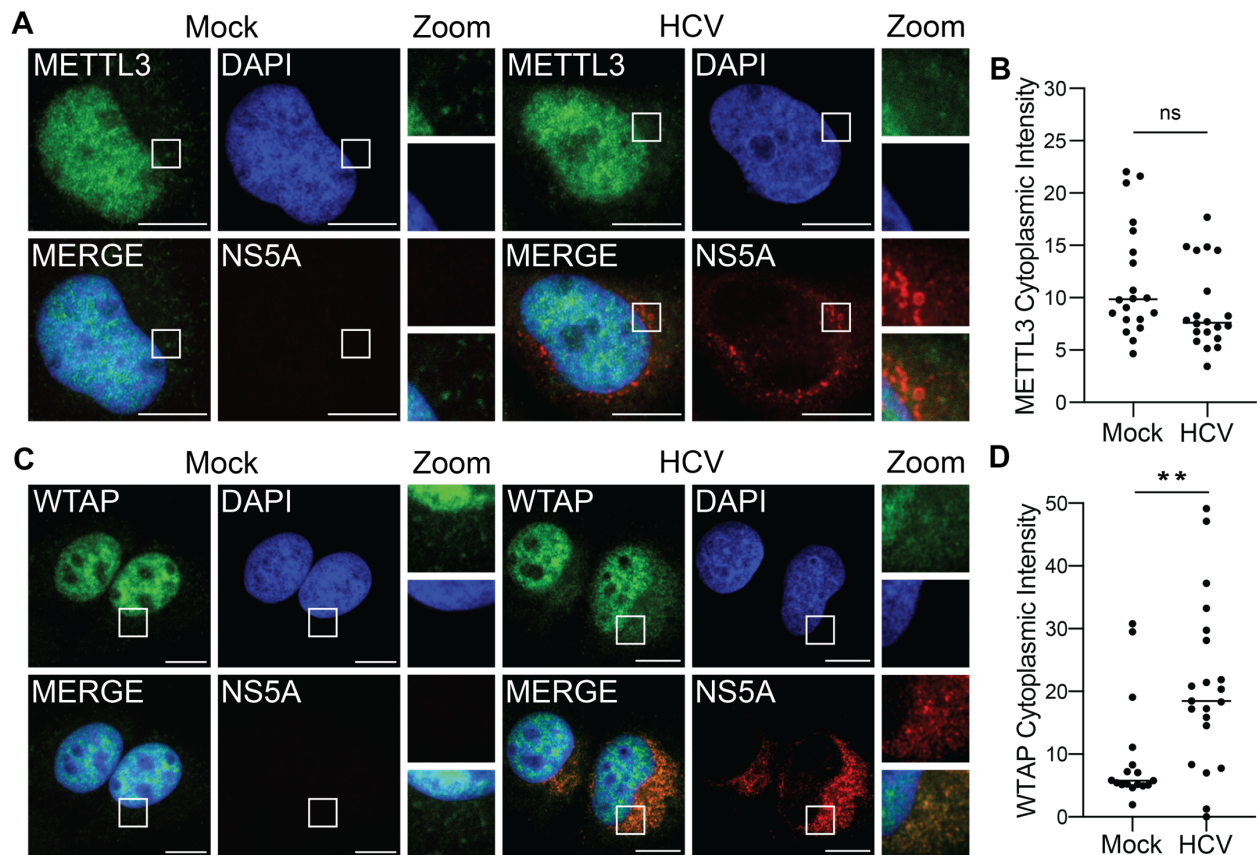 A
Mock
Zoom
HCV
Zoom
METTL3
DAPI
METTL3
DAPI
MERGE
NS5A
MERGE
NS5A
B
METTL3 Cytoplasmic Intensity
30
25
20
15
10
5
0
ns
Mock
HCV
C
Mock
Zoom
HCV
Zoom
WTAP
DAPI
WTAP
DAPI
MERGE
NS5A
MERGE
NS5A
D
WTAP Cytoplasmic Intensity
50
40
30
20
10
0
**
Mock
HCV